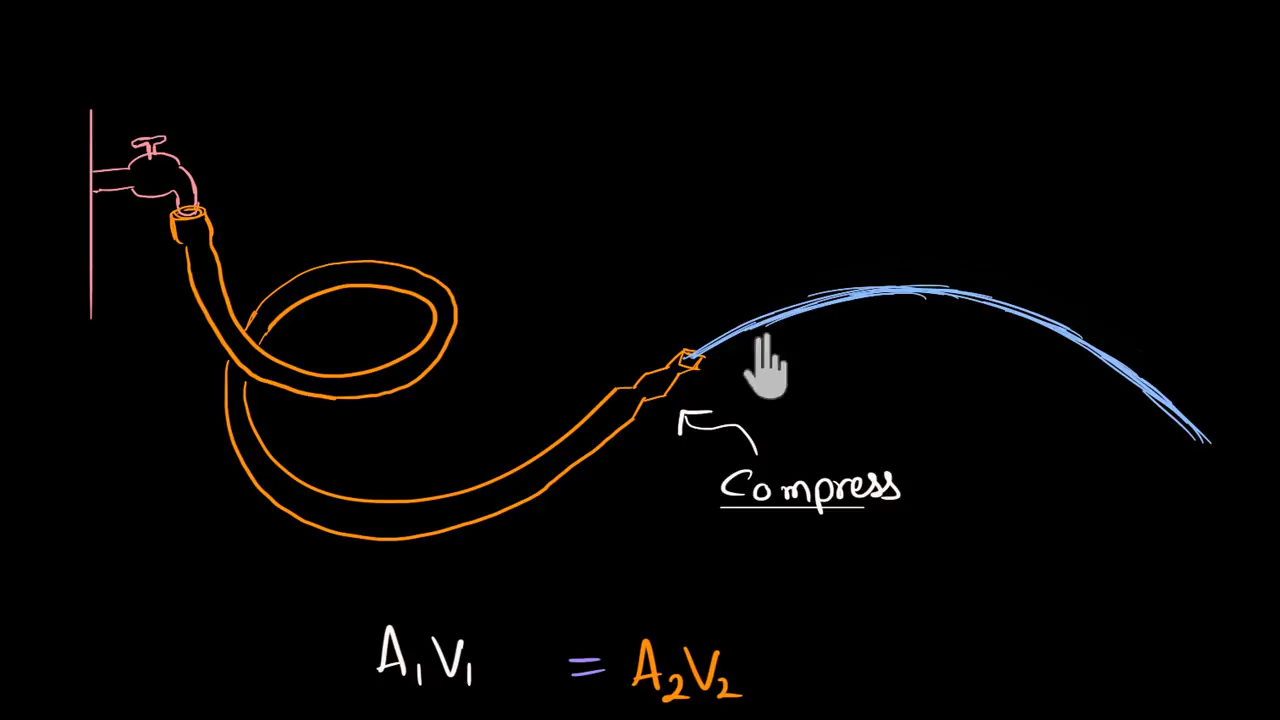 Compress
A₁V₁ = A₂V₂